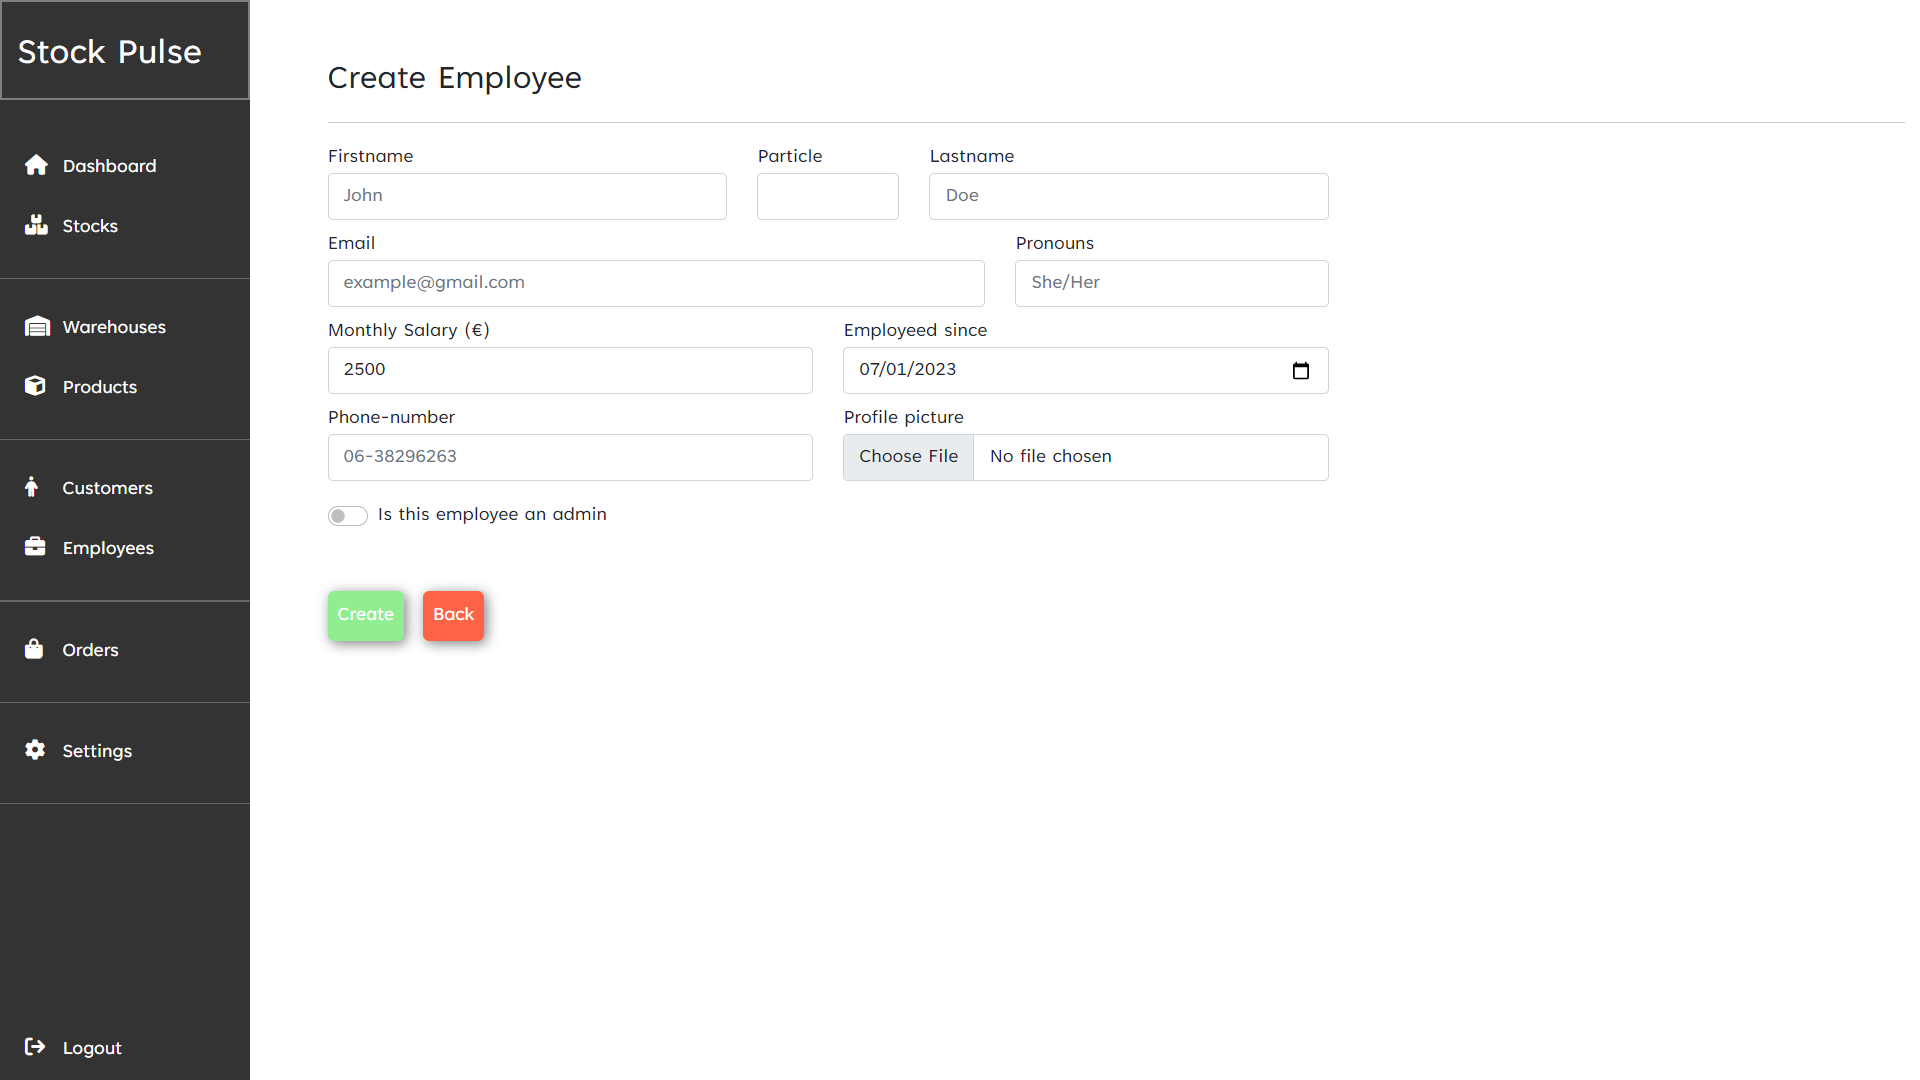 Stock Pulse
Dashboard
Stocks
Warehouses
Products
Customers
Employees
Orders
Settings
Logout
Create Employee
Firstname Particle Lastname
John Doe
Email Pronouns
example@gmail.com She/Her
Monthly Salary (€) Employeed since
2500 07/01/2023
Phone-number Profile picture
06-38296263 Choose File No file chosen
Is this employee an admin
Create Back